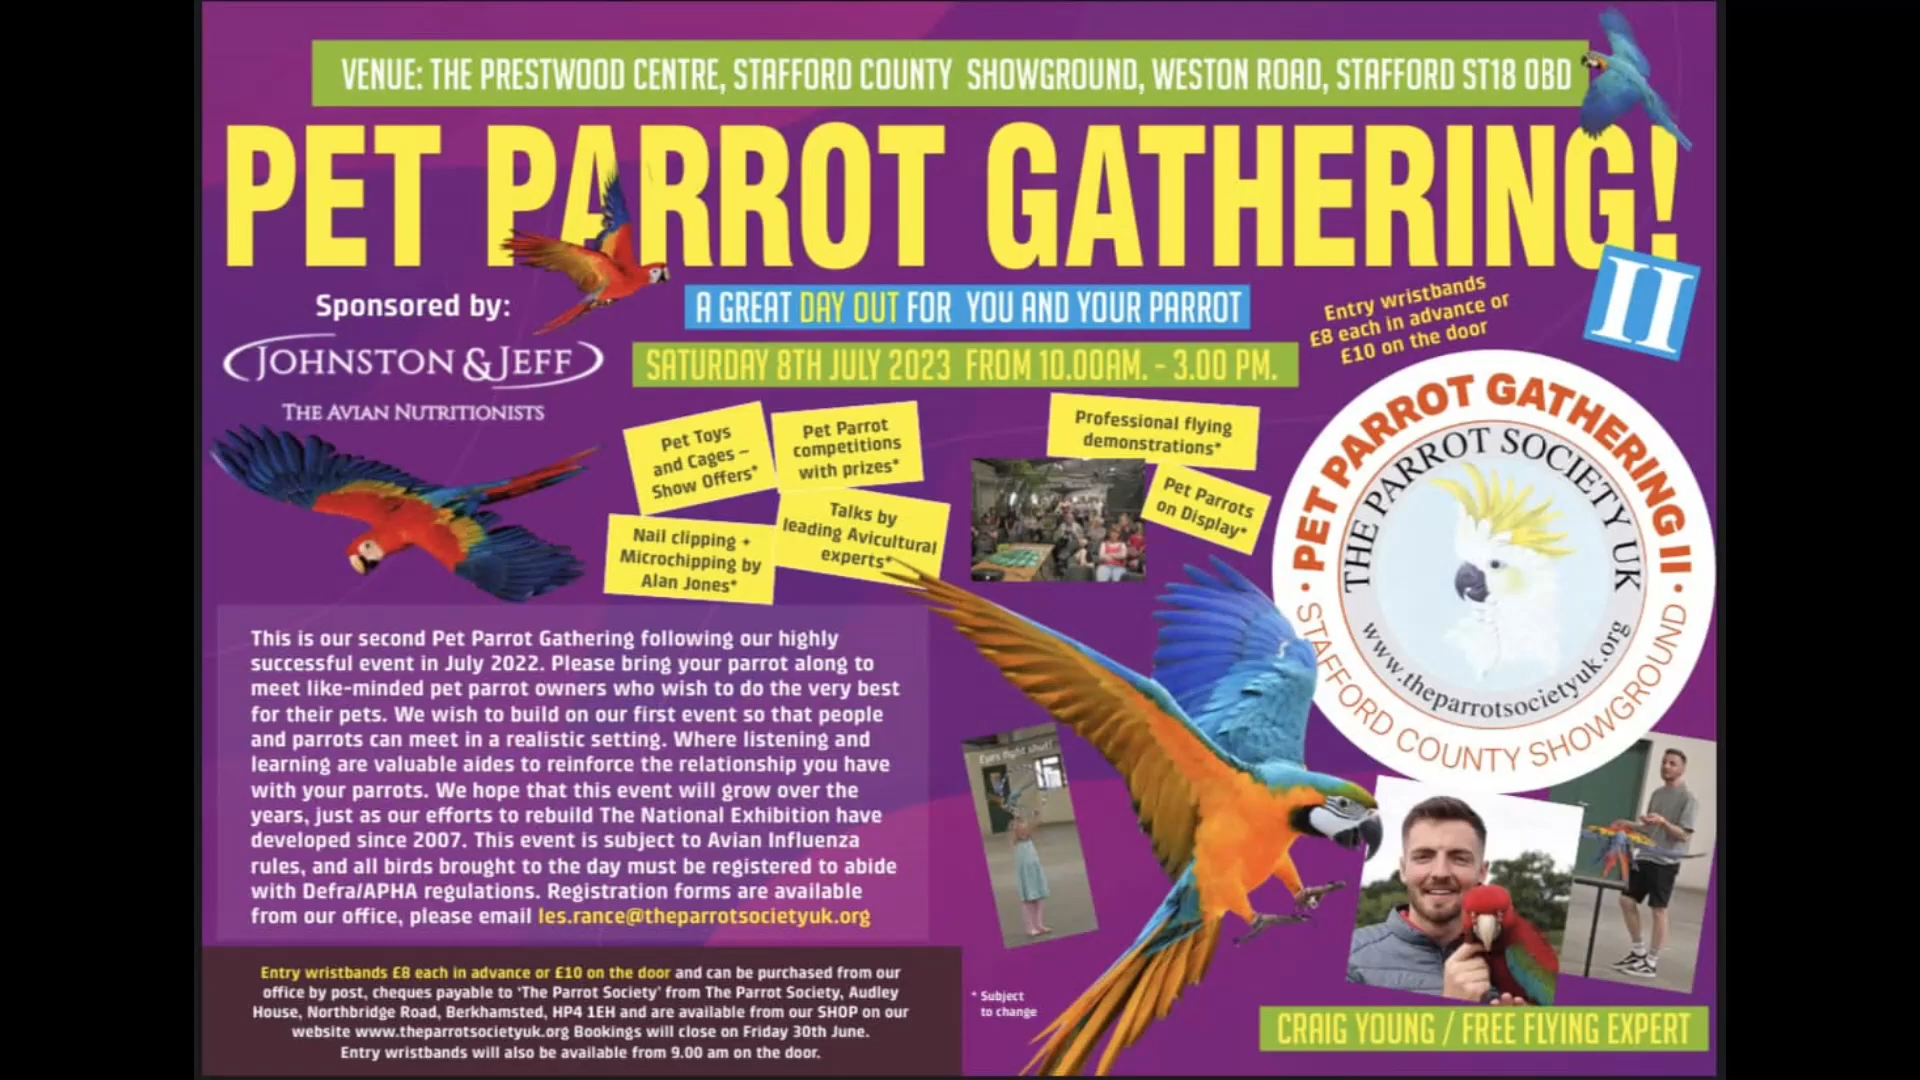 VENUE: THE PRESTWOOD CENTRE, STAFFORD COUNTY SHOWGROUND, WESTON ROAD, STAFFORD ST18 0BD
PET PARROT GATHERING!
II
Sponsored by:
JOHNSTON & JEFF
THE AVIAN NUTRITIONISTS
A GREAT DAY OUT FOR YOU AND YOUR PARROT
SATURDAY 8TH JULY 2023 FROM 10.00AM. - 3.00 PM.
Entry wristbands
£8 each in advance or
£10 on the door
Pet Toys
and Cages –
Show Offers*
Pet Parrot
competitions
with prizes*
Professional flying
demonstrations*
Pet Parrots
on Display*
Nail clipping +
Microchipping by
Alan Jones*
Talks by
leading Avicultural
experts*
• PET PARROT GATHERING II •
THE PARROT SOCIETY UK
www.theparrotsocietyuk.org
STAFFORD COUNTY SHOWGROUND
This is our second Pet Parrot Gathering following our highly
successful event in July 2022. Please bring your parrot along to
meet like-minded pet parrot owners who wish to do the very best
for their pets. We wish to build on our first event so that people
and parrots can meet in a realistic setting. Where listening and
learning are valuable aides to reinforce the relationship you have
with your parrots. We hope that this event will grow over the
years, just as our efforts to rebuild The National Exhibition have
developed since 2007. This event is subject to Avian Influenza
rules, and all birds brought to the day must be registered to abide
with Defra/APHA regulations. Registration forms are available
from our office, please email les.rance@theparrotsocietyuk.org
Entry wristbands £8 each in advance or £10 on the door and can be purchased from our
office by post, cheques payable to 'The Parrot Society' from The Parrot Society, Audley
House, Northbridge Road, Berkhamsted, HP4 1EH and are available from our SHOP on our
website www.theparrotsocietyuk.org Bookings will close on Friday 30th June.
Entry wristbands will also be available from 9.00 am on the door.
* Subject
to change
CRAIG YOUNG / FREE FLYING EXPERT